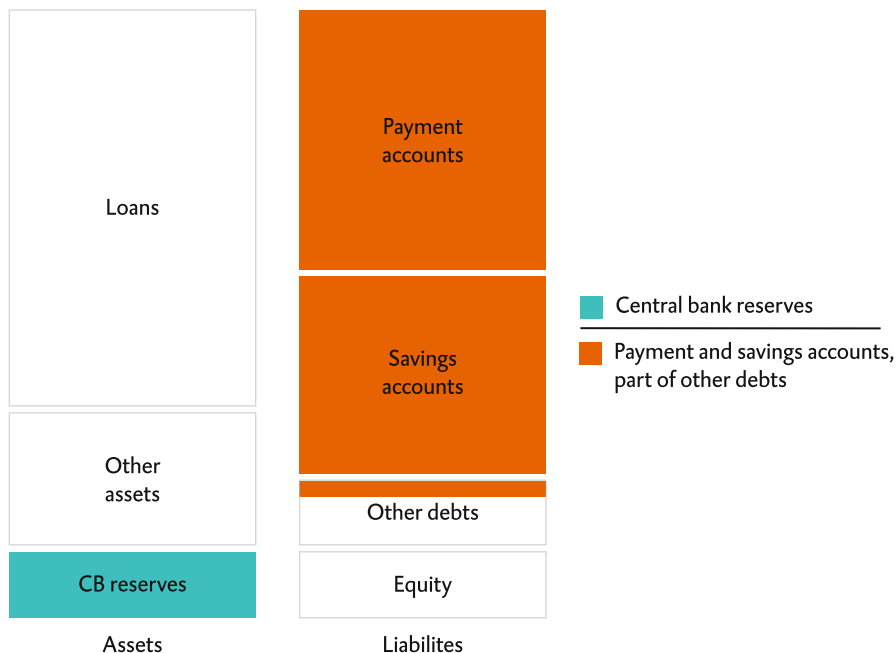 Payment
accounts
Loans
Savings
accounts
Other
assets
Other debts
CB reserves
Equity
Assets
Liabilites
Central bank reserves
Payment and savings accounts,
part of other debts